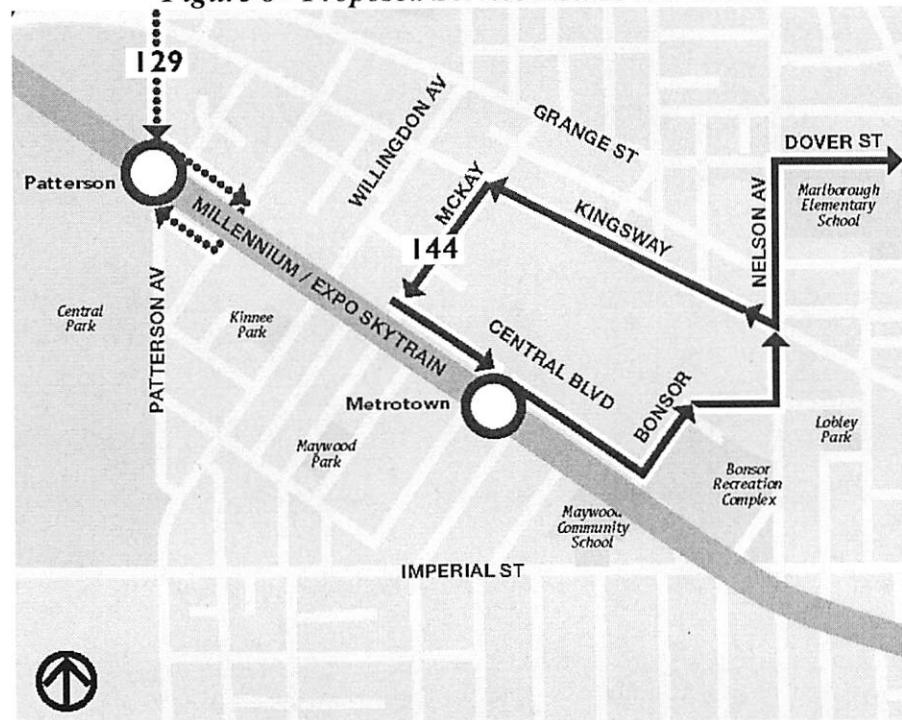 129
Patterson
WILLINGDON AV
GRANGE ST
DOVER ST
Marlborough
Elementary
School
MCKAY
KINGSWAY
NELSON AV
144
MILLENNIUM / EXPO SKYTRAIN
PATTERSON AV
Central
Park
Kinnee
Park
CENTRAL BLVD
Metrotown
BONSOR
Lobley
Park
Maywood
Park
Bonsor
Recreation
Complex
Maywood
Community
School
IMPERIAL ST